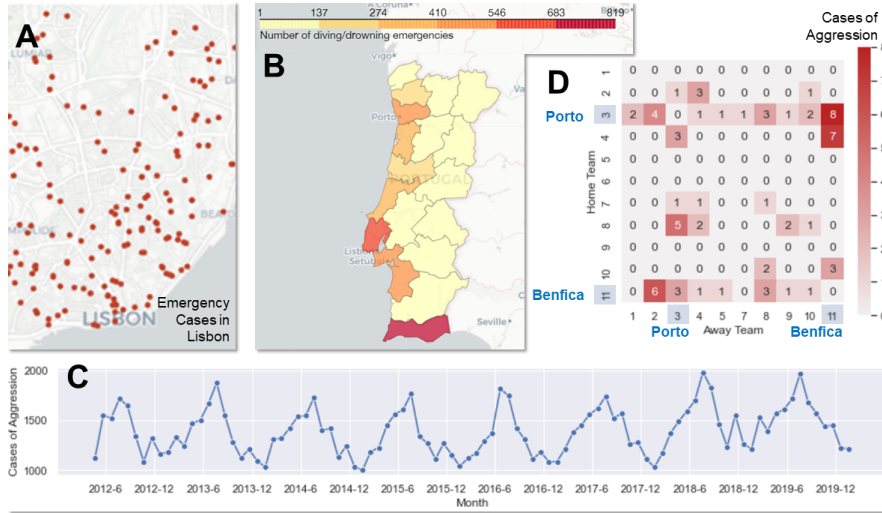 A
LUMIAR
Emergency
Cases in
Lisbon
LISBON
A Coruña
1 137 274 410 546 683 819
Number of diving/drowning emergencies
B
Vigo
Porto
PORTUGAL
Lisbon
Setúbal
Seville
Cases of
Aggression
D
Porto
Benfica
Home Team
1 0 0 0 0 0 0 0 0 0 0
2 0 0 1 3 0 0 0 0 1 0
3 2 4 0 1 1 1 3 1 2 8
4 0 0 3 0 0 0 0 0 0 7
5 0 0 0 0 0 0 0 0 0 0
6 0 0 0 0 0 0 0 0 0 0
7 0 0 1 1 0 0 1 0 0 0
8 0 0 5 2 0 0 0 2 1 0
9 0 0 0 0 0 0 0 0 0 0
10 0 0 0 0 0 0 2 0 0 3
11 0 6 3 1 1 0 3 1 1 0
1 2 3 4 5 7 8 9 10 11
Porto Away Team Benfica
C
Cases of Aggression
2000
1500
1000
2012-6 2012-12 2013-6 2013-12 2014-6 2014-12 2015-6 2015-12 2016-6 2016-12 2017-6 2017-12 2018-6 2018-12 2019-6 2019-12
Month